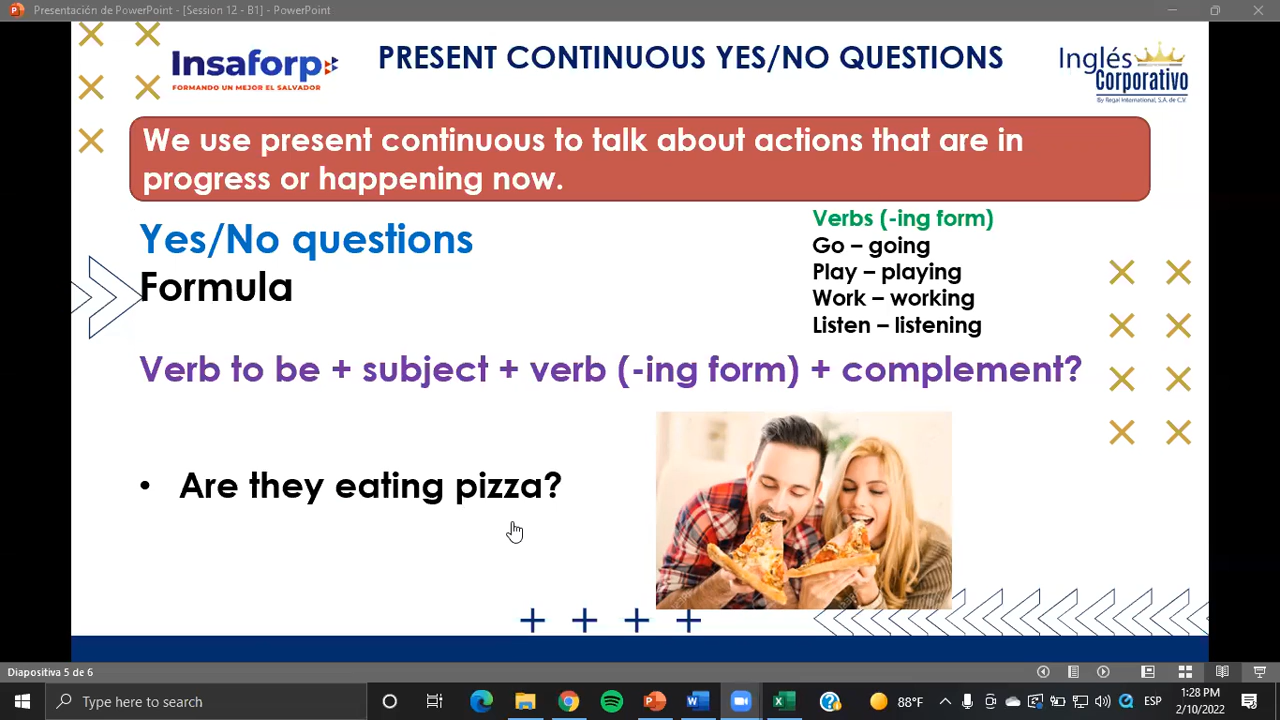 Presentación de PowerPoint - [Session 12 - B1] - PowerPoint
Insaforp
FORMANDO UN MEJOR EL SALVADOR
PRESENT CONTINUOUS YES/NO QUESTIONS
Inglés
Corporativo
By Regal International, S.A. de C.V.
We use present continuous to talk about actions that are in
progress or happening now.
Yes/No questions
Formula
Verbs (-ing form)
Go – going
Play – playing
Work – working
Listen – listening
Verb to be + subject + verb (-ing form) + complement?
• Are they eating pizza?
Diapositiva 5 de 6
Type here to search
88°F
ESP
1:28 PM
2/10/2022